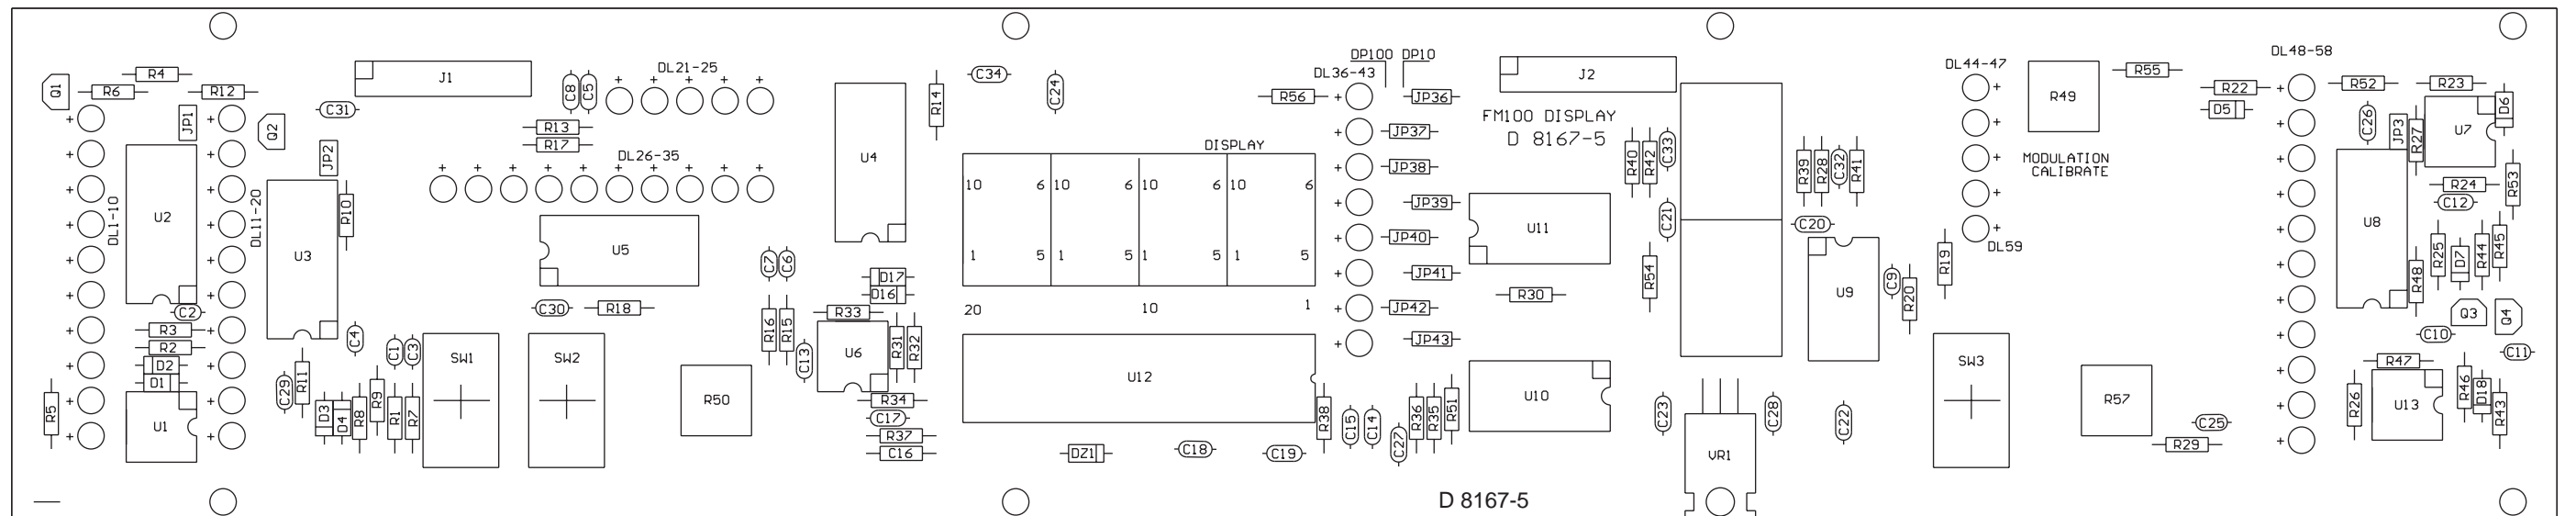 DL48-58
DP100 DP10
DL21-25
DL36-43
DL44-47
Q1
R4
R6
R12
J1
C8
C5
R14
C34
C24
R56
+
JP36
J2
R49
R55
R22
D5
R52
R23
D6
JP1
Q2
C31
R13
R17
+ + + + +
JP37
FM100 DISPLAY
D 8167-5
C26
JP3
R27
U7
JP2
DL26-35
U4
DISPLAY
JP38
R40
R42
C33
R39
R28
C32
R41
MODULATION
CALIBRATE
R24
R53
C12
+ + + + + + + + + +
10 6 10 6 10 6 10 6
JP39
U2
DL1-10
DL11-20
R10
U3
U5
JP40
U11
C21
C20
DL59
U8
R25
D7
R44
R45
R48
1 5 1 5 1 5 1 5
C7
C6
D17
D16
JP41
R54
U9
C9
R20
R19
C2
C30
R18
R33
20 10 1
JP42
R30
Q3
Q4
R3
R2
D2
D1
C4
C1
C3
SW1
SW2
R16
R15
C13
U6
R31
R32
JP43
SW3
C10
C11
R47
R5
U1
C29
R11
D3
D4
R8
R9
R1
R7
R50
R34
C17
R37
C16
U12
R38
C15
C14
C27
R36
R35
R51
U10
C23
C28
C22
R57
C25
R29
R26
U13
R46
D18
R43
DZ1
C18
C19
VR1
D 8167-5